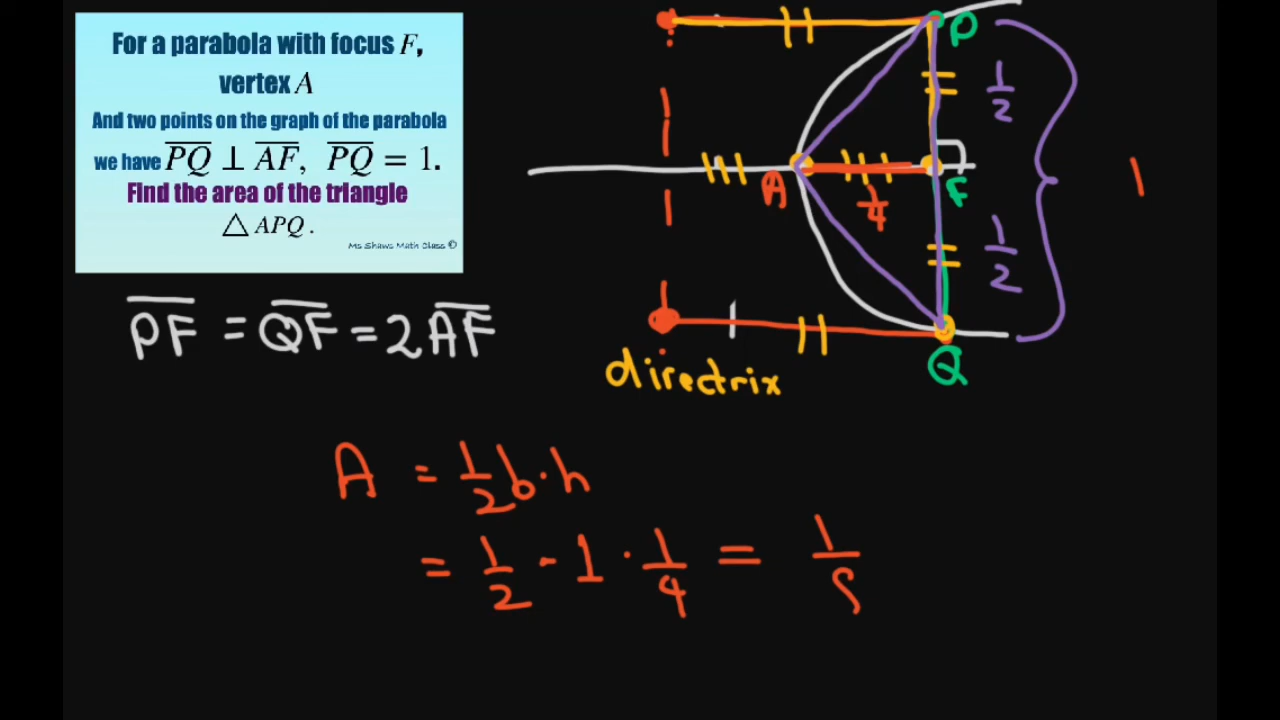 For a parabola with focus F,
vertex A
And two points on the graph of the parabola
we have PQ ⊥ AF, PQ = 1.
Find the area of the triangle
△ APQ.
Ms Shaws Math Class ©
P
1/2
A
1/4
F
1
1/2
Q
directrix
PF = QF = 2AF
A = 1/2 b · h
= 1/2 · 1 · 1/4 = 1/8